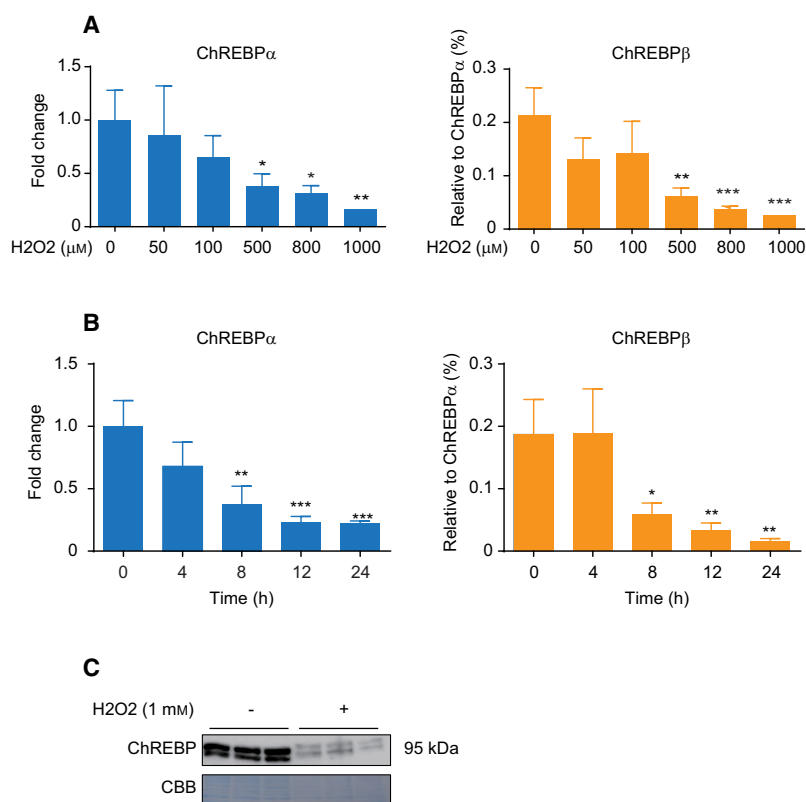 A
ChREBPα
ChREBPβ
Fold change
1.5
1.0
0.5
0
* * **
H2O2 (μM) 0 50 100 500 800 1000
Relative to ChREBPα (%)
0.3
0.2
0.1
0.0
** *** ***
H2O2 (μM) 0 50 100 500 800 1000
B
ChREBPα
ChREBPβ
Fold change
1.5
1.0
0.5
0
** *** ***
0 4 8 12 24
Time (h)
Relative to ChREBPα (%)
0.3
0.2
0.1
0
* ** **
0 4 8 12 24
Time (h)
C
H2O2 (1 mM) - +
ChREBP 95 kDa
CBB